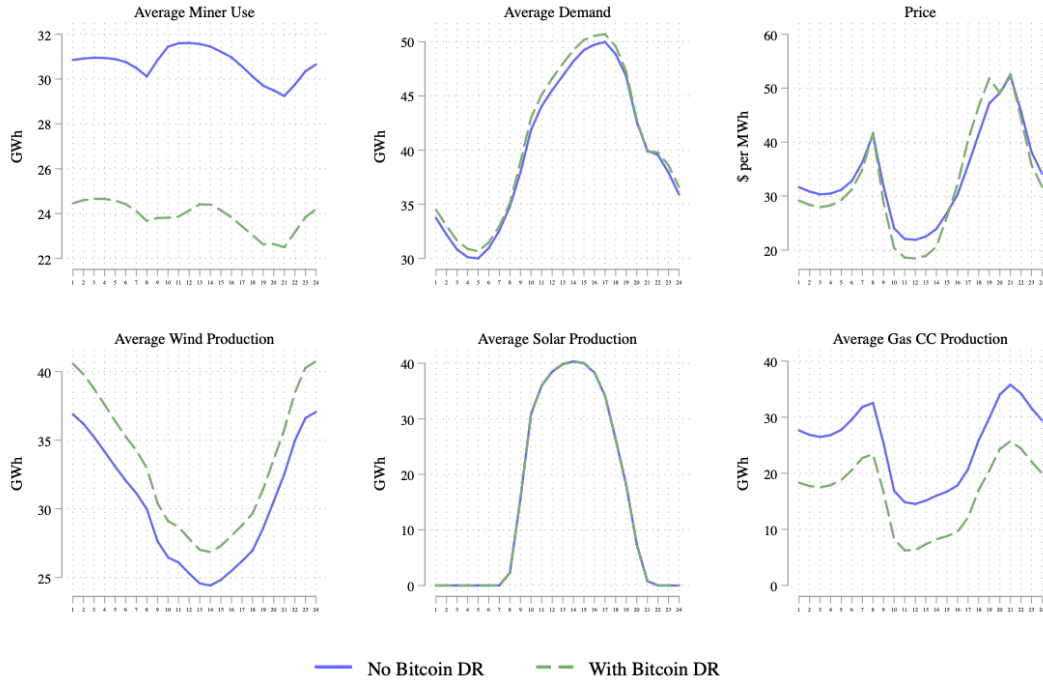 Average Miner Use
Average Demand
Price
GWh
32
30
28
26
24
22
1 2 3 4 5 6 7 8 9 10 11 12 13 14 15 16 17 18 19 20 21 22 23 24
GWh
50
45
40
35
30
1 2 3 4 5 6 7 8 9 10 11 12 13 14 15 16 17 18 19 20 21 22 23 24
$ per MWh
60
50
40
30
20
1 2 3 4 5 6 7 8 9 10 11 12 13 14 15 16 17 18 19 20 21 22 23 24
Average Wind Production
Average Solar Production
Average Gas CC Production
GWh
40
35
30
25
1 2 3 4 5 6 7 8 9 10 11 12 13 14 15 16 17 18 19 20 21 22 23 24
GWh
40
30
20
10
0
1 2 3 4 5 6 7 8 9 10 11 12 13 14 15 16 17 18 19 20 21 22 23 24
GWh
40
30
20
10
0
1 2 3 4 5 6 7 8 9 10 11 12 13 14 15 16 17 18 19 20 21 22 23 24
No Bitcoin DR
With Bitcoin DR